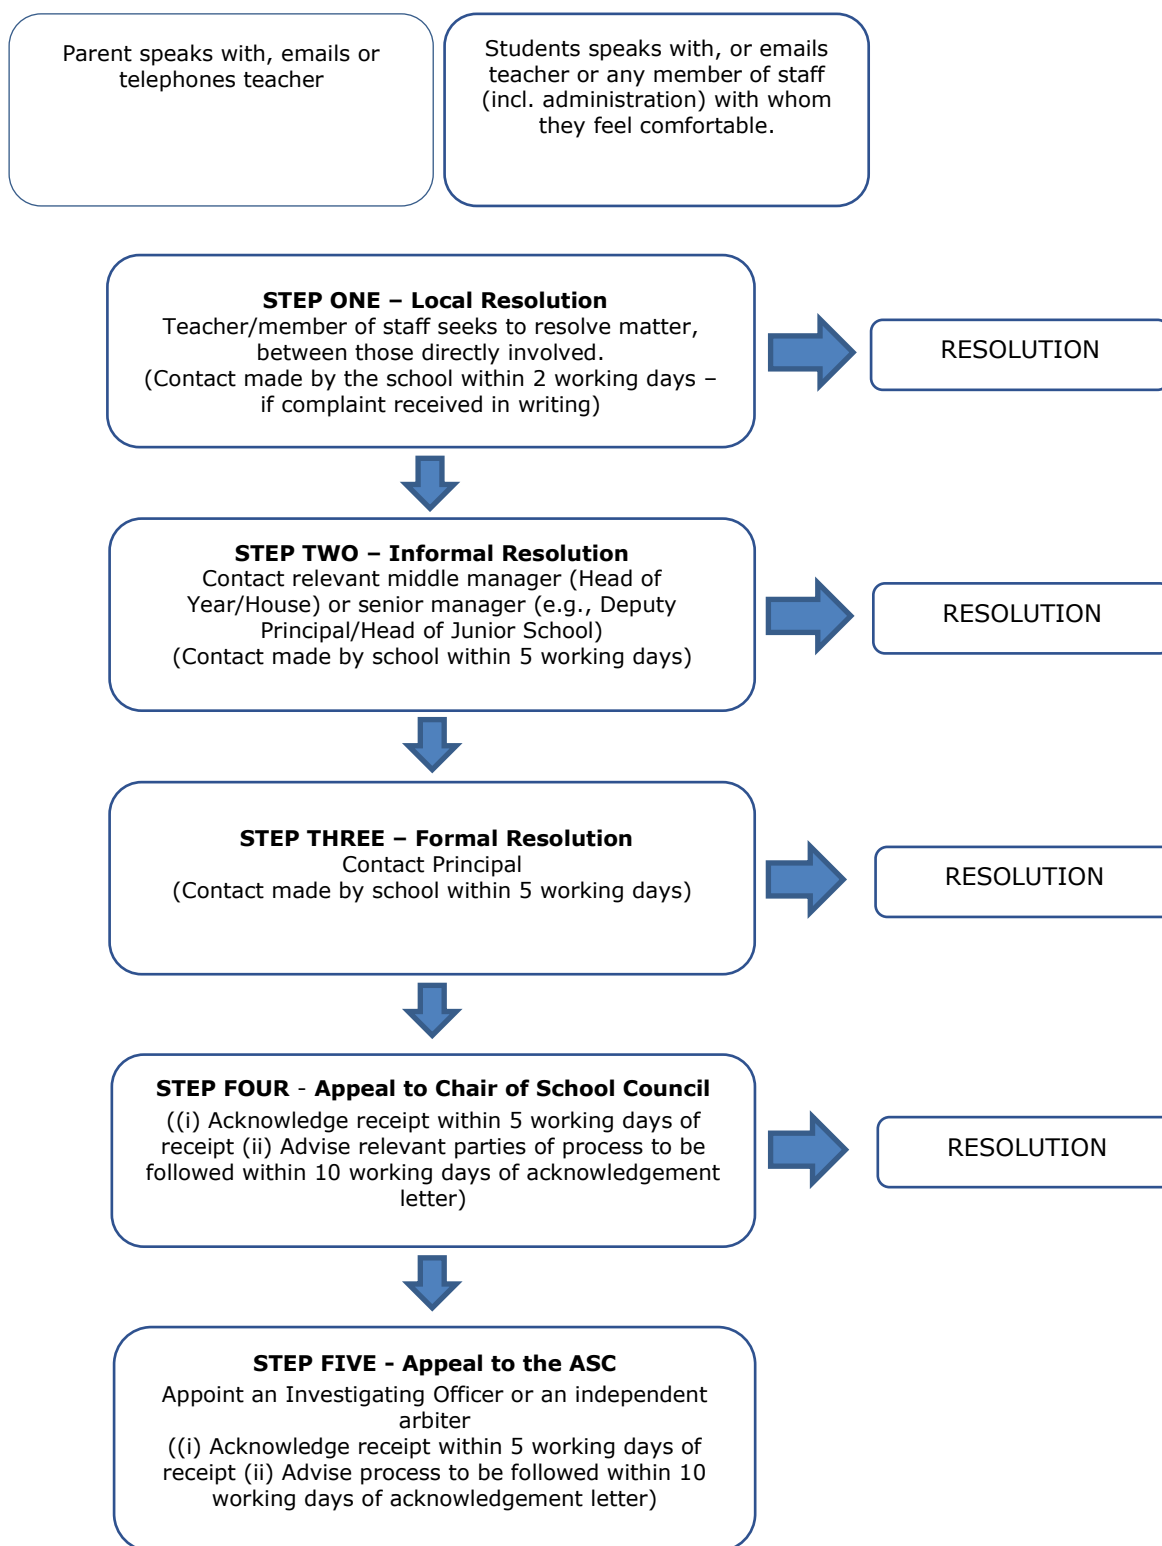 Parent speaks with, emails or
telephones teacher
Students speaks with, or emails
teacher or any member of staff
(incl. administration) with whom
they feel comfortable.
STEP ONE – Local Resolution
Teacher/member of staff seeks to resolve matter,
between those directly involved.
(Contact made by the school within 2 working days –
if complaint received in writing)
RESOLUTION
STEP TWO – Informal Resolution
Contact relevant middle manager (Head of
Year/House) or senior manager (e.g., Deputy
Principal/Head of Junior School)
(Contact made by school within 5 working days)
RESOLUTION
STEP THREE – Formal Resolution
Contact Principal
(Contact made by school within 5 working days)
RESOLUTION
STEP FOUR - Appeal to Chair of School Council
((i) Acknowledge receipt within 5 working days of
receipt (ii) Advise relevant parties of process to be
followed within 10 working days of acknowledgement
letter)
RESOLUTION
STEP FIVE - Appeal to the ASC
Appoint an Investigating Officer or an independent
arbiter
((i) Acknowledge receipt within 5 working days of
receipt (ii) Advise process to be followed within 10
working days of acknowledgement letter)